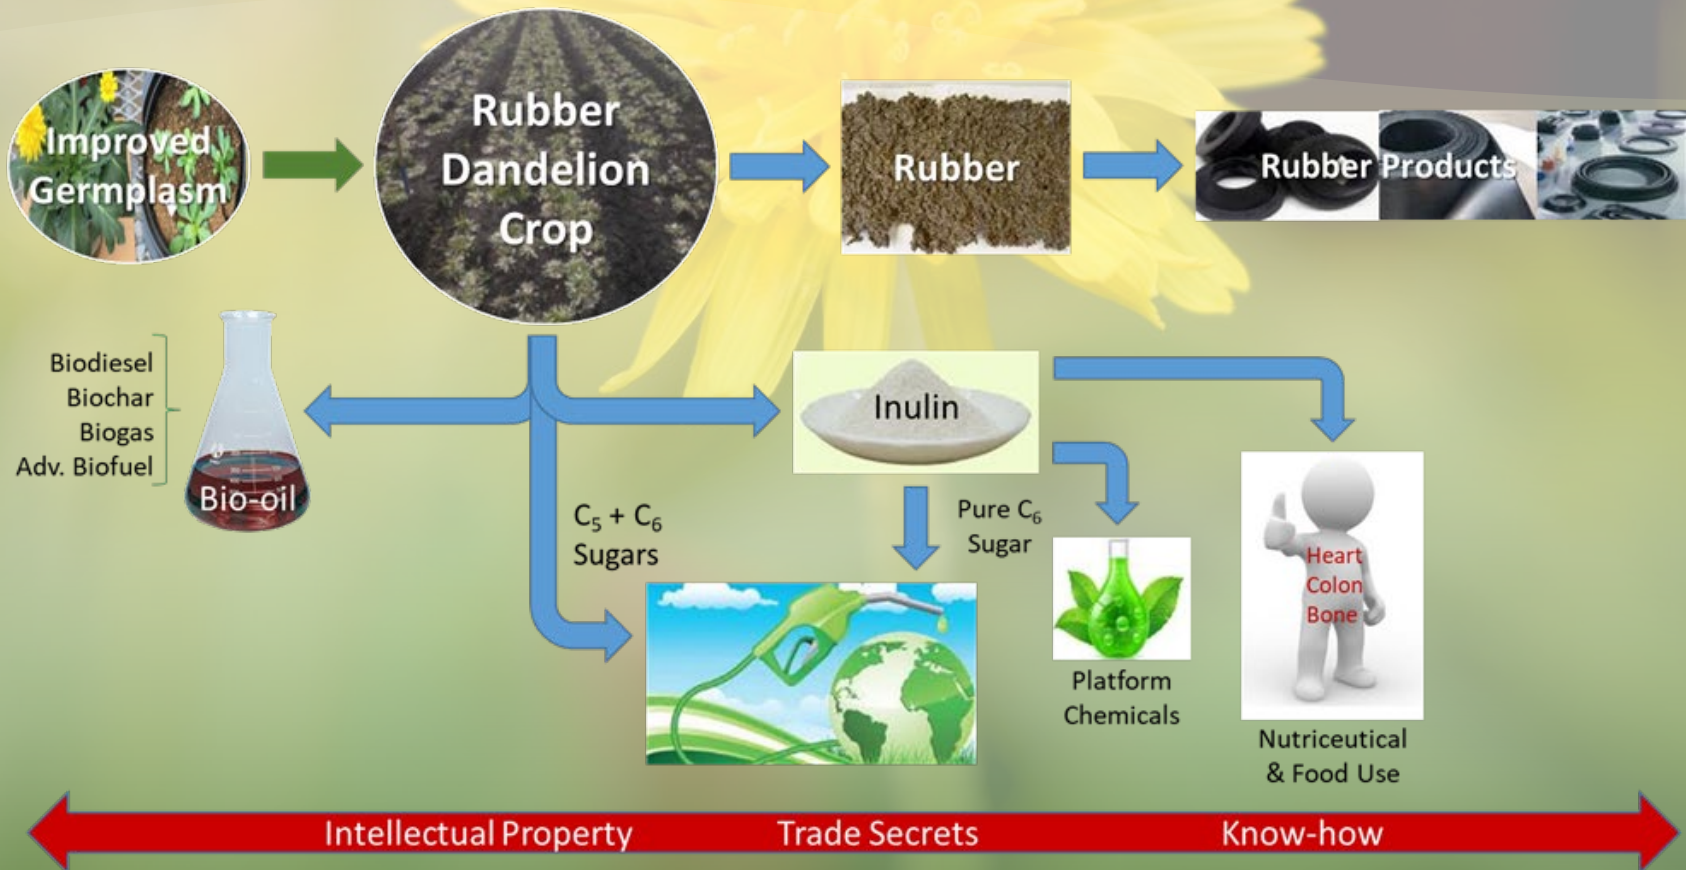 Improved
Germplasm
Rubber
Dandelion
Crop
Rubber
Rubber Products
Biodiesel
Biochar
Biogas
Adv. Biofuel
Bio-oil
C₅ + C₆
Sugars
Inulin
Pure C₆
Sugar
Platform
Chemicals
Heart
Colon
Bone
Nutriceutical
& Food Use
Intellectual Property Trade Secrets Know-how